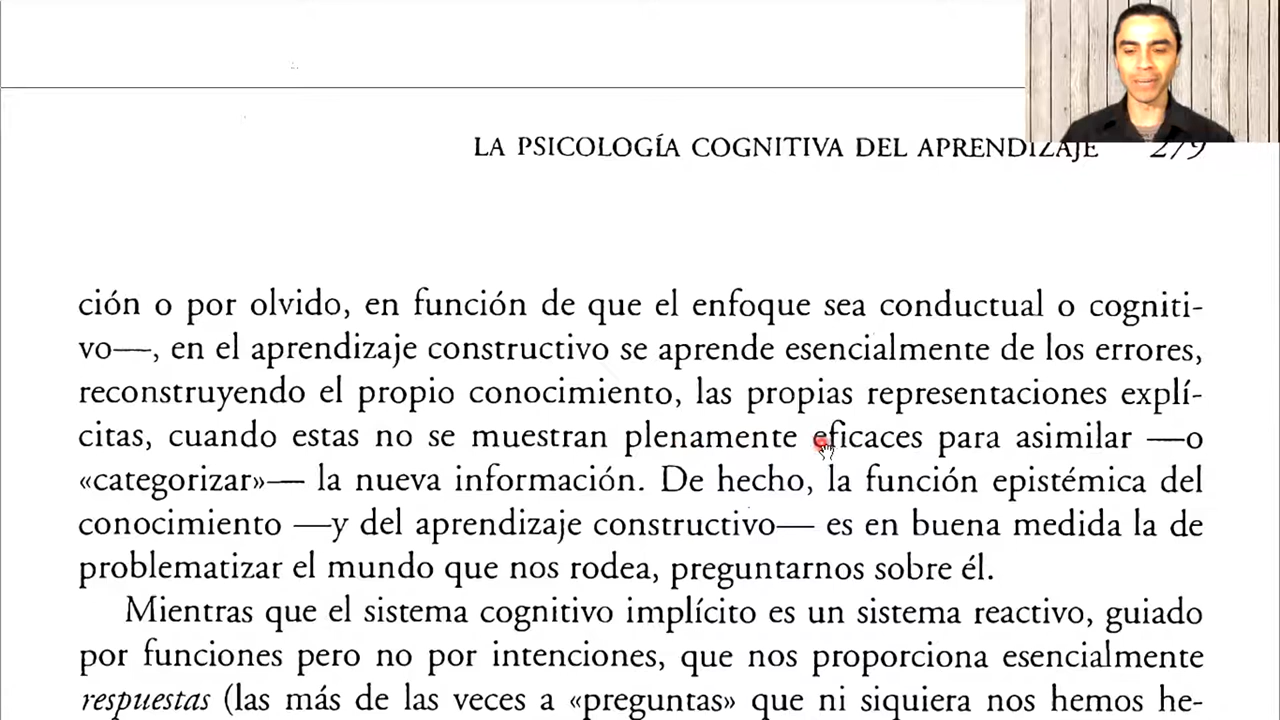 LA PSICOLOGÍA COGNITIVA DEL APRENDIZAJE 279
ción o por olvido, en función de que el enfoque sea conductual o cogniti-
vo—, en el aprendizaje constructivo se aprende esencialmente de los errores,
reconstruyendo el propio conocimiento, las propias representaciones explí-
citas, cuando estas no se muestran plenamente eficaces para asimilar —o
«categorizar»— la nueva información. De hecho, la función epistémica del
conocimiento —y del aprendizaje constructivo— es en buena medida la de
problematizar el mundo que nos rodea, preguntarnos sobre él.
Mientras que el sistema cognitivo implícito es un sistema reactivo, guiado
por funciones pero no por intenciones, que nos proporciona esencialmente
respuestas (las más de las veces a «preguntas» que ni siquiera nos hemos he-